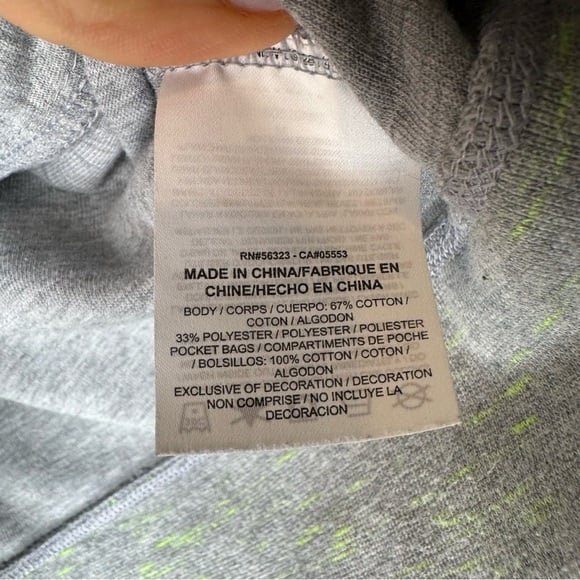 RN#56323 - CA#05553
MADE IN CHINA/FABRIQUE EN
CHINE/HECHO EN CHINA
BODY / CORPS / CUERPO: 67% COTTON /
COTON / ALGODON
33% POLYESTER / POLYESTER / POLIESTER
POCKET BAGS / COMPARTIMENTS DE POCHE
/ BOLSILLOS: 100% COTTON / COTON /
ALGODON
EXCLUSIVE OF DECORATION / DECORATION
NON COMPRISE / NO INCLUYE LA
DECORACION